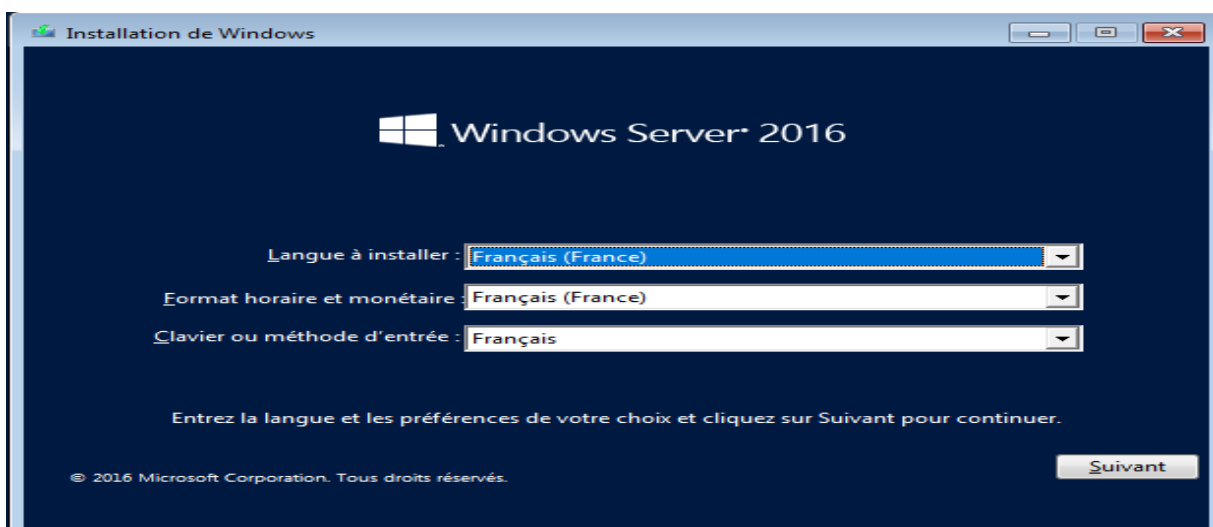 Installation de Windows
Windows Server 2016
Langue à installer : Français (France)
Format horaire et monétaire : Français (France)
Clavier ou méthode d'entrée : Français
Entrez la langue et les préférences de votre choix et cliquez sur Suivant pour continuer.
Suivant
© 2016 Microsoft Corporation. Tous droits réservés.